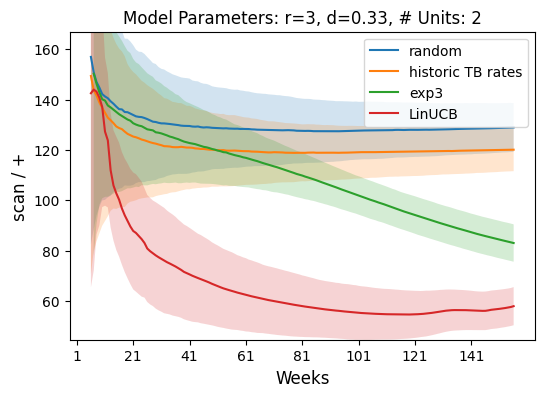 Model Parameters: r=3, d=0.33, # Units: 2
random
historic TB rates
exp3
LinUCB
scan / +
160
140
120
100
80
60
1 21 41 61 81 101 121 141
Weeks